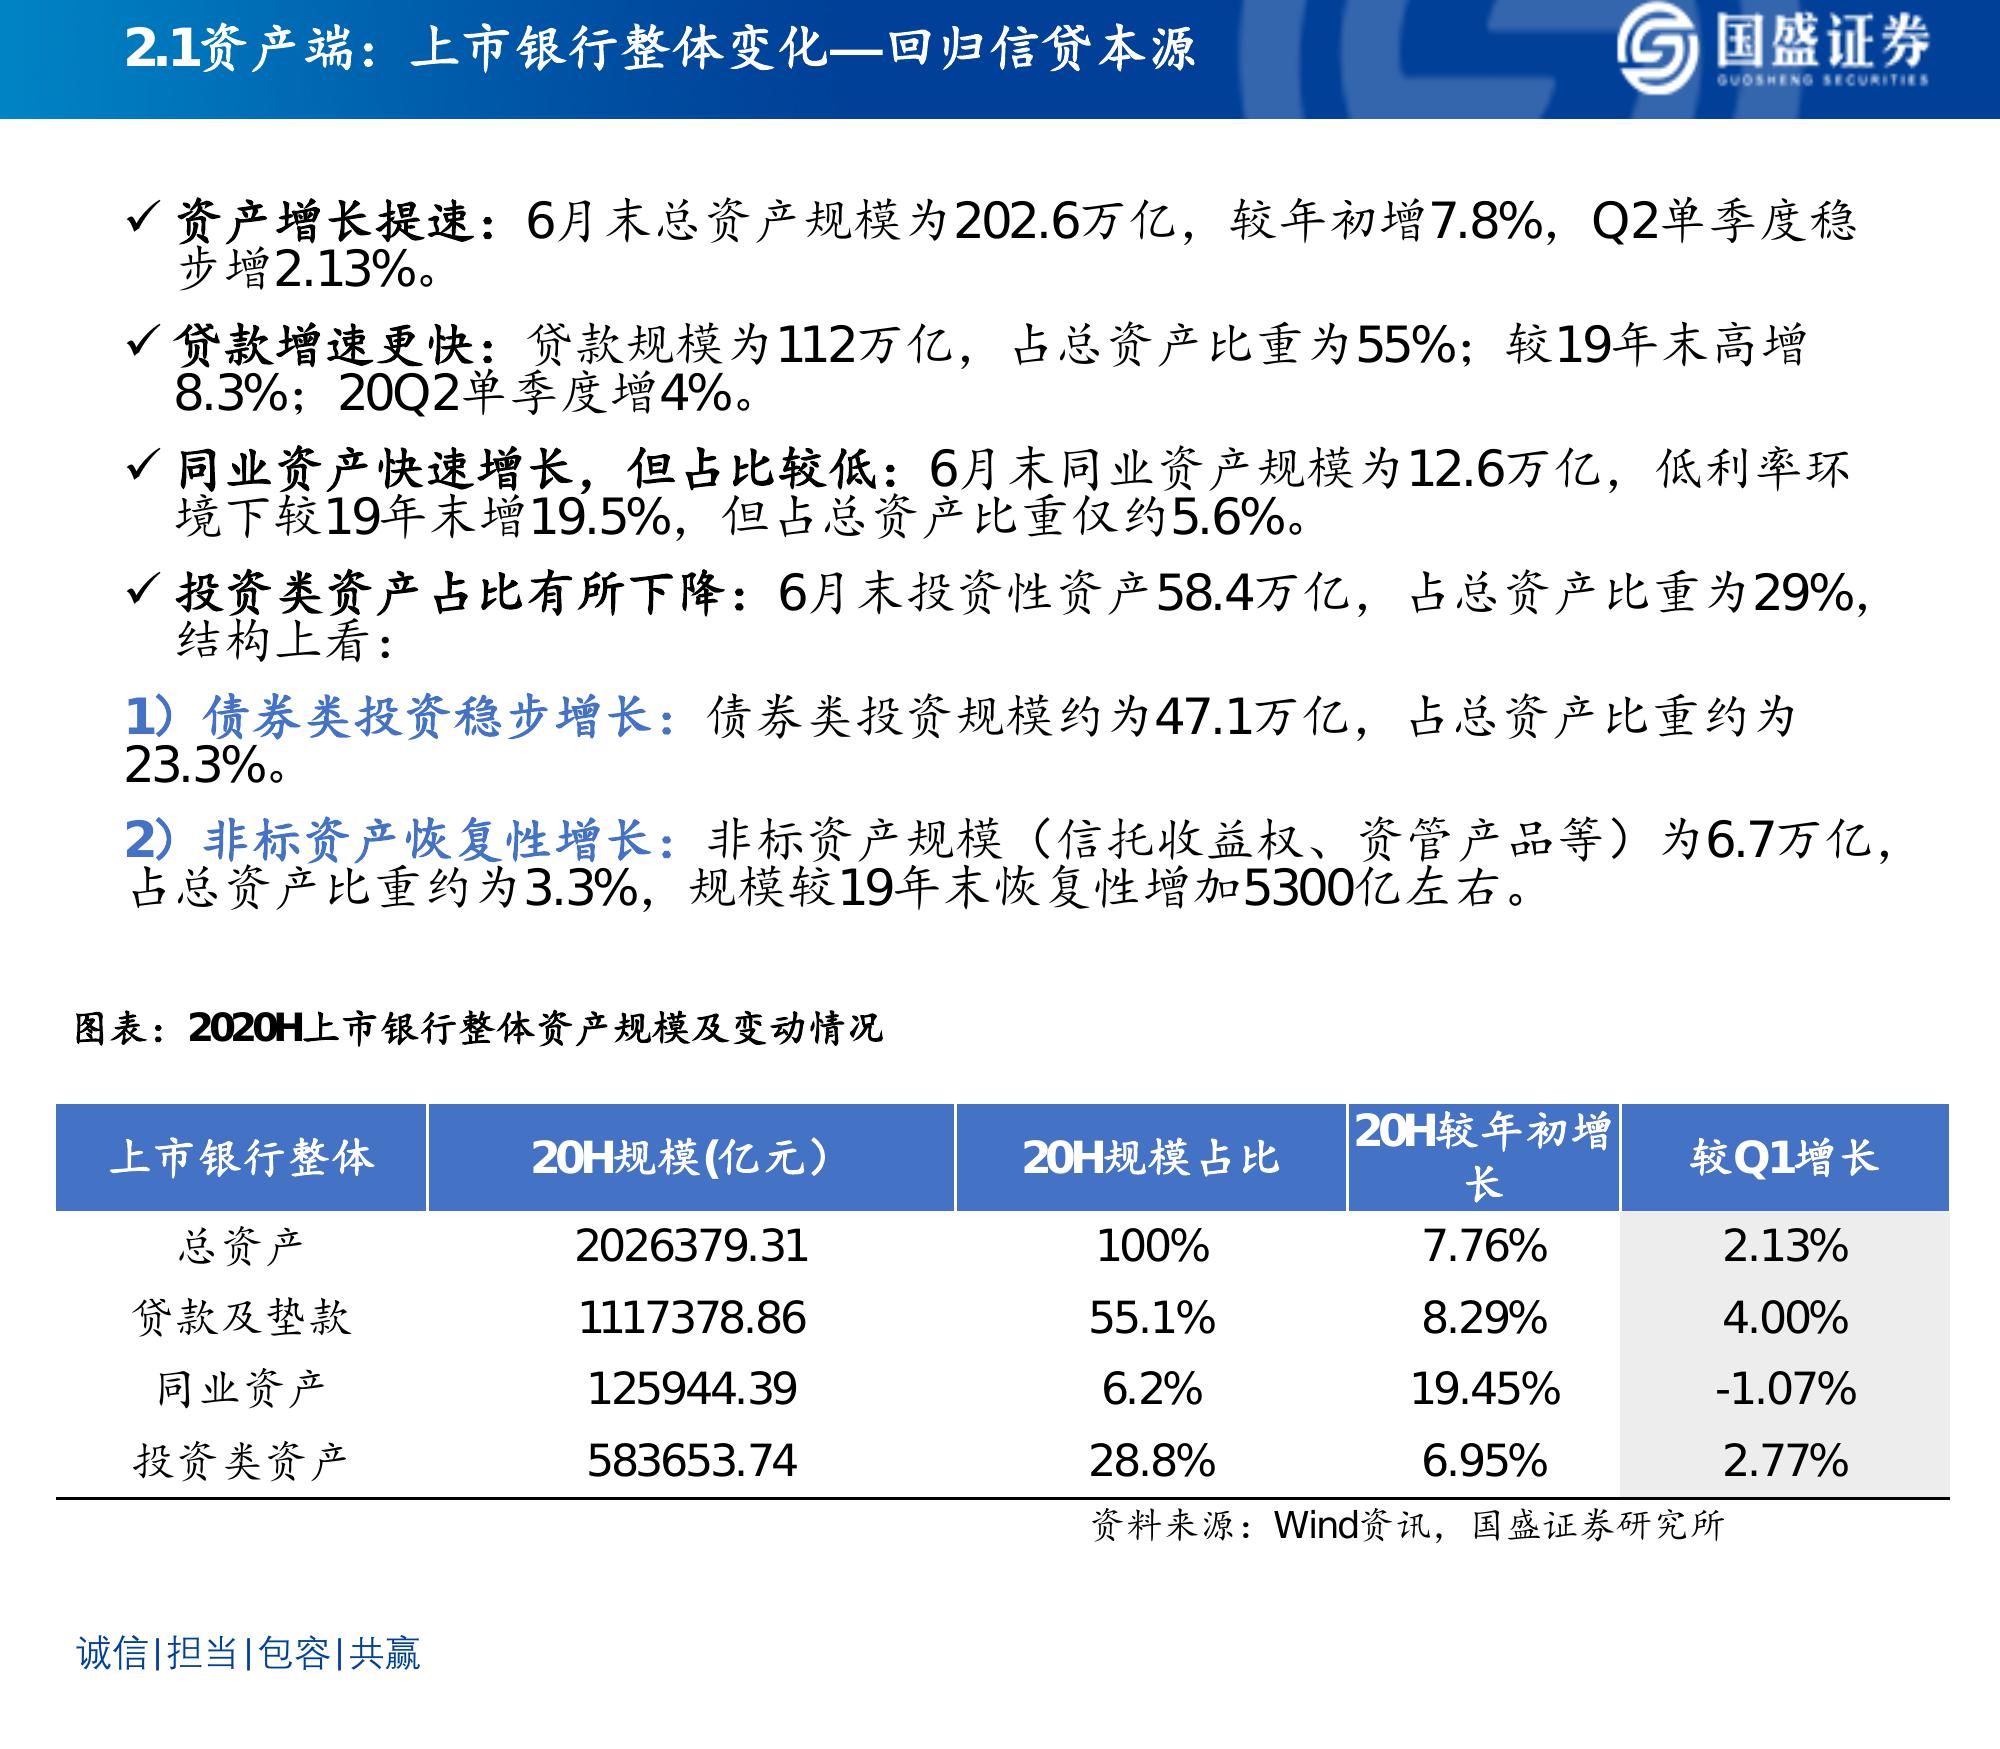 2.1资产端：上市银行整体变化—回归信贷本源
国盛证券
GUOSHENG SECURITIES
✓ 资产增长提速：6月末总资产规模为202.6万亿，较年初增7.8%，Q2单季度稳
步增2.13%。
✓ 贷款增速更快：贷款规模为112万亿，占总资产比重为55%；较19年末高增
8.3%；20Q2单季度增4%。
✓ 同业资产快速增长，但占比较低：6月末同业资产规模为12.6万亿，低利率环
境下较19年末增19.5%，但占总资产比重仅约5.6%。
✓ 投资类资产占比有所下降：6月末投资性资产58.4万亿，占总资产比重为29%，
结构上看：
1）债券类投资稳步增长：债券类投资规模约为47.1万亿，占总资产比重约为
23.3%。
2）非标资产恢复性增长：非标资产规模（信托收益权、资管产品等）为6.7万亿，
占总资产比重约为3.3%，规模较19年末恢复性增加5300亿左右。
图表：2020H上市银行整体资产规模及变动情况
上市银行整体 20H规模(亿元） 20H规模占比 20H较年初增长 较Q1增长
总资产 2026379.31 100% 7.76% 2.13%
贷款及垫款 1117378.86 55.1% 8.29% 4.00%
同业资产 125944.39 6.2% 19.45% -1.07%
投资类资产 583653.74 28.8% 6.95% 2.77%
资料来源：Wind资讯，国盛证券研究所
诚信|担当|包容|共赢